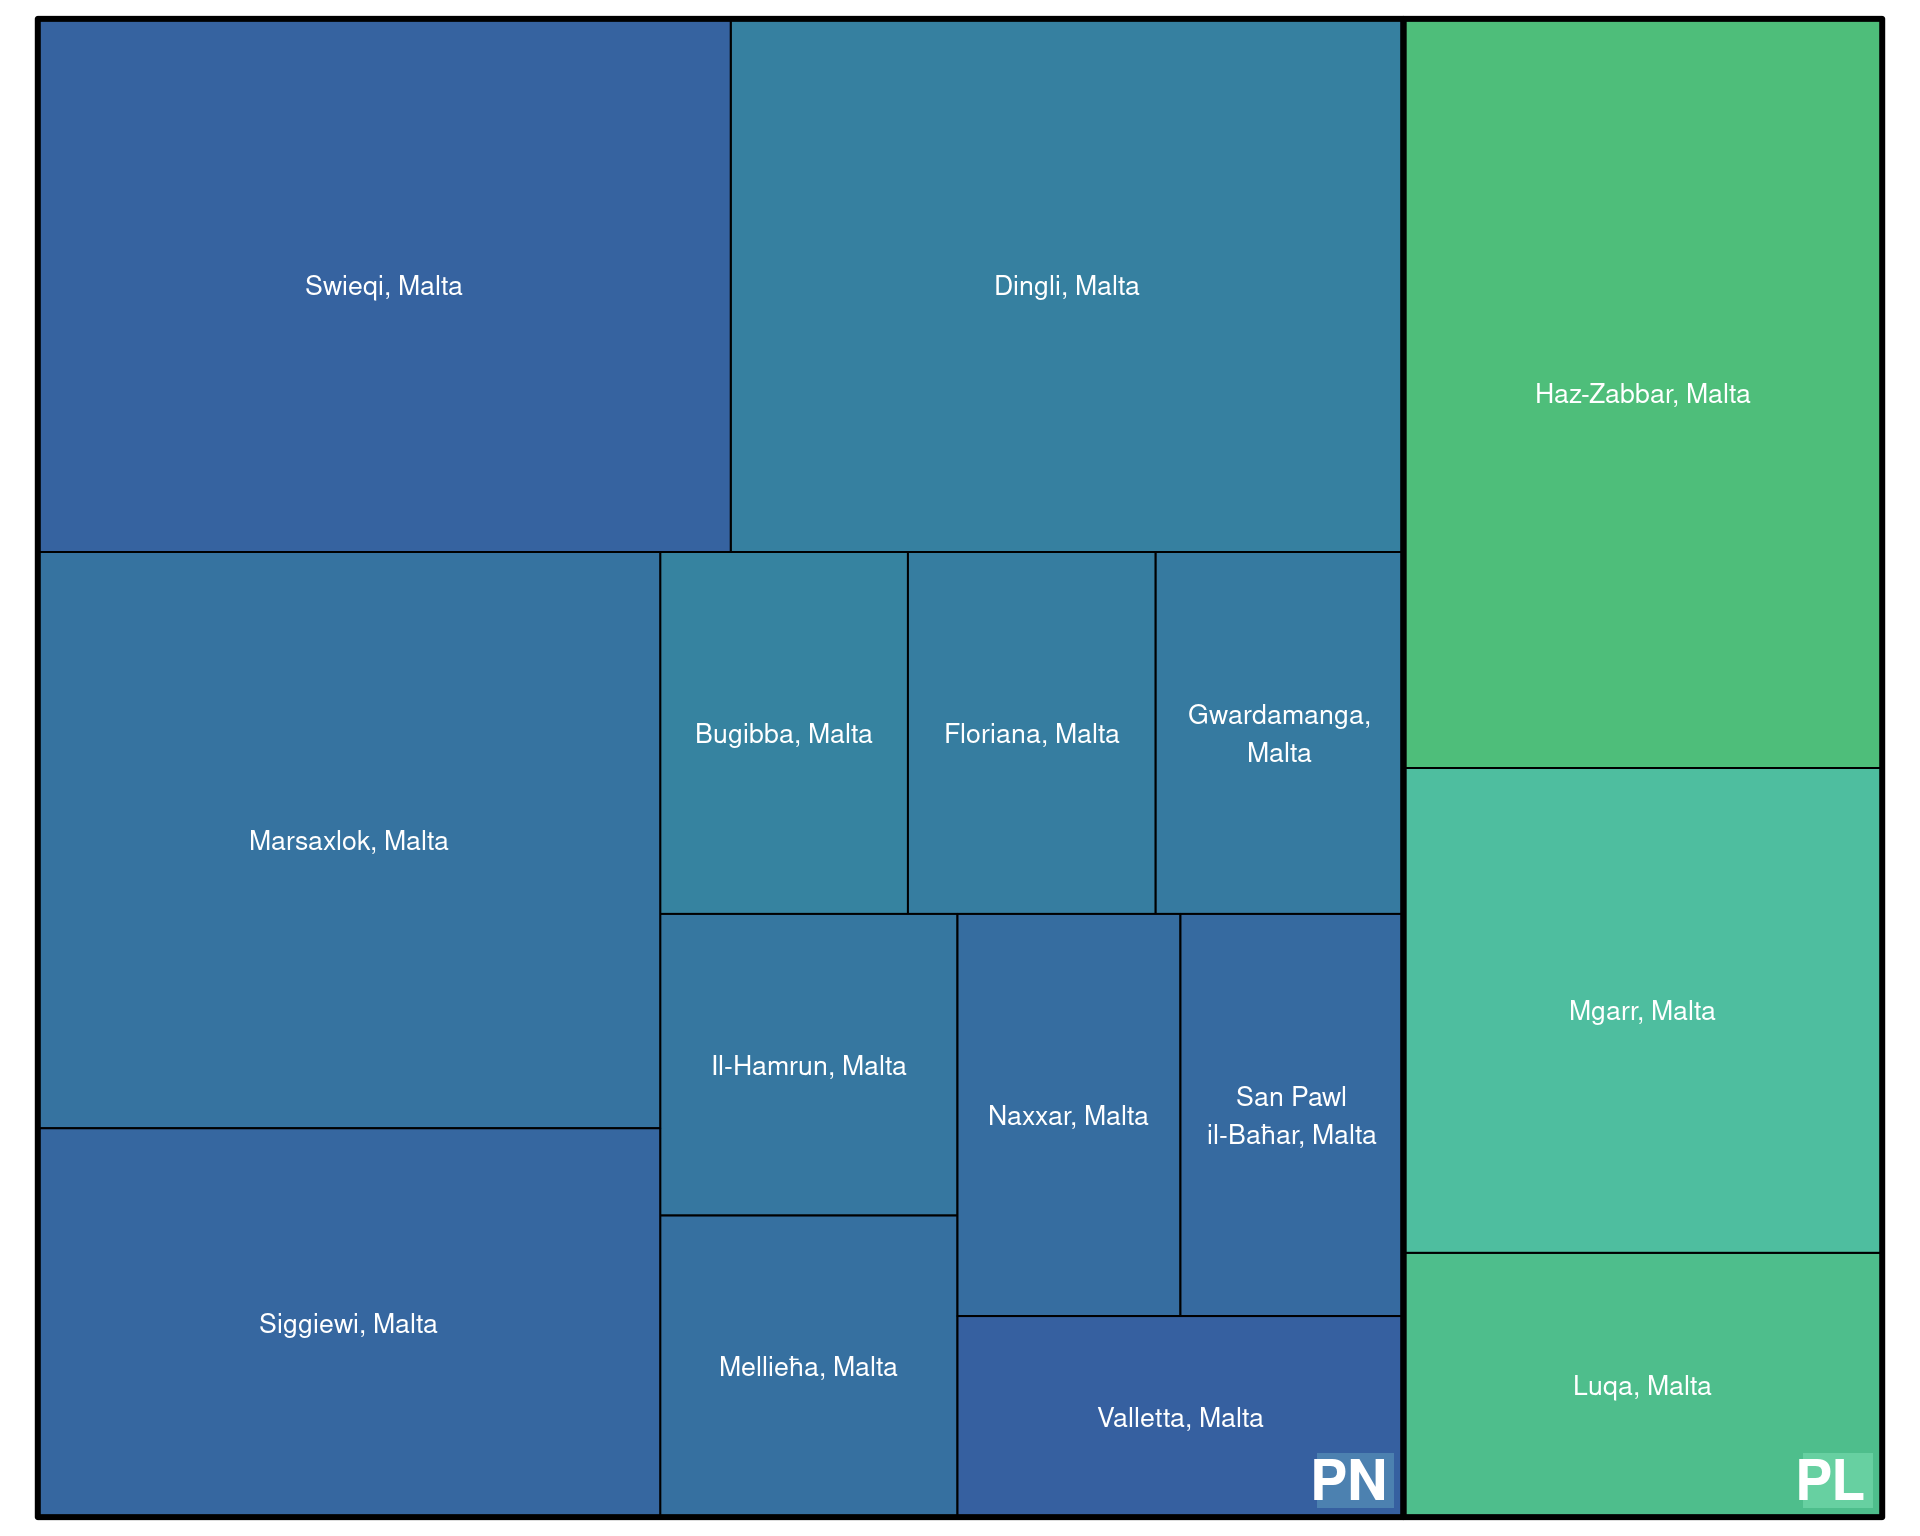 Swieqi, Malta
Dingli, Malta
Haz-Zabbar, Malta
Marsaxlok, Malta
Bugibba, Malta
Floriana, Malta
Gwardamanga,
Malta
Il-Hamrun, Malta
Naxxar, Malta
San Pawl
il-Baħar, Malta
Mgarr, Malta
Siggiewi, Malta
Mellieħa, Malta
Valletta, Malta
Luqa, Malta
PN
PL